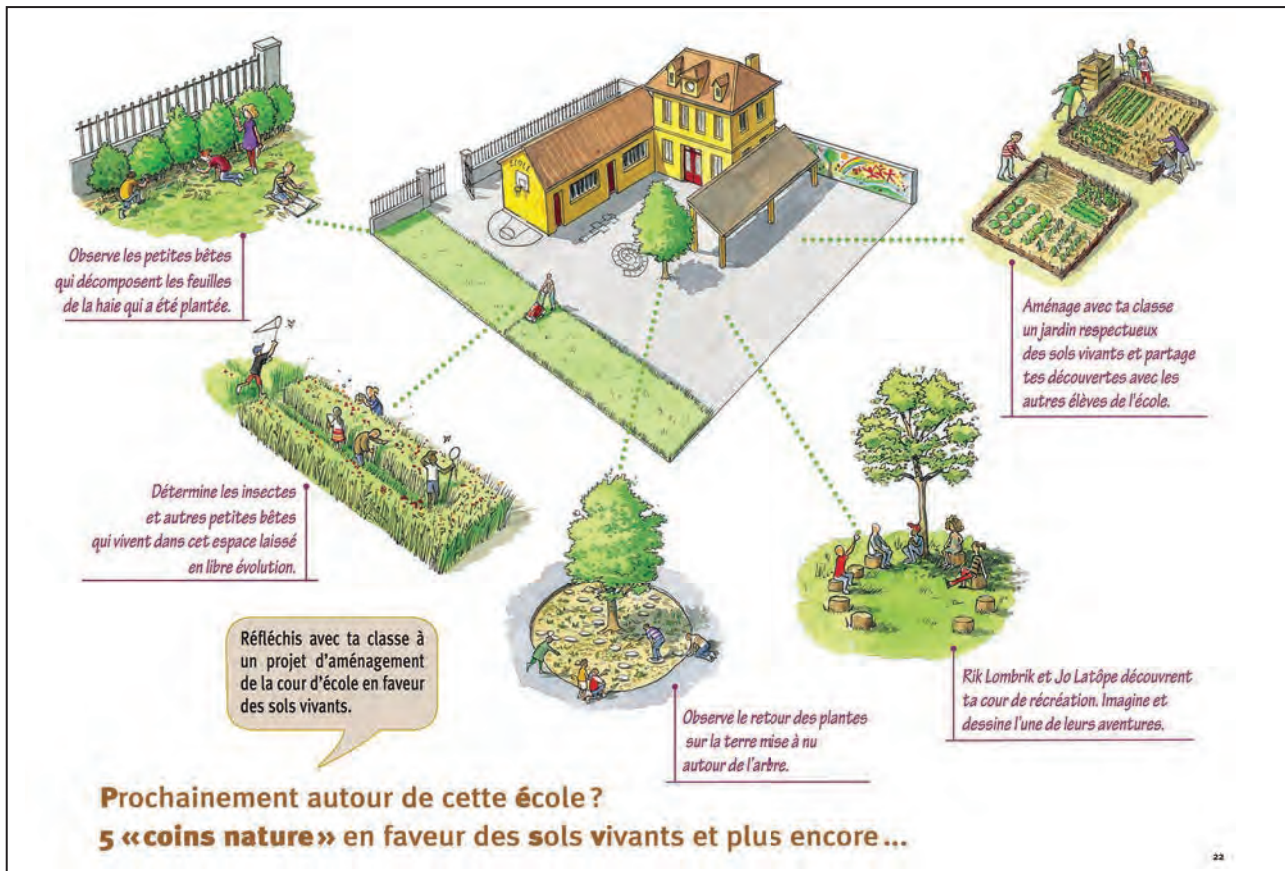 ÉCOLE
Observe les petites bêtes
qui décomposent les feuilles
de la haie qui a été plantée.
Aménage avec ta classe
un jardin respectueux
des sols vivants et partage
tes découvertes avec les
autres élèves de l'école.
Détermine les insectes
et autres petites bêtes
qui vivent dans cet espace laissé
en libre évolution.
Réfléchis avec ta classe à
un projet d'aménagement
de la cour d'école en faveur
des sols vivants.
Observe le retour des plantes
sur la terre mise à nu
autour de l'arbre.
Rik Lombrik et Jo Latôpe découvrent
ta cour de récréation. Imagine et
dessine l'une de leurs aventures.
Prochainement autour de cette école ?
5 «coins nature» en faveur des sols vivants et plus encore...
22